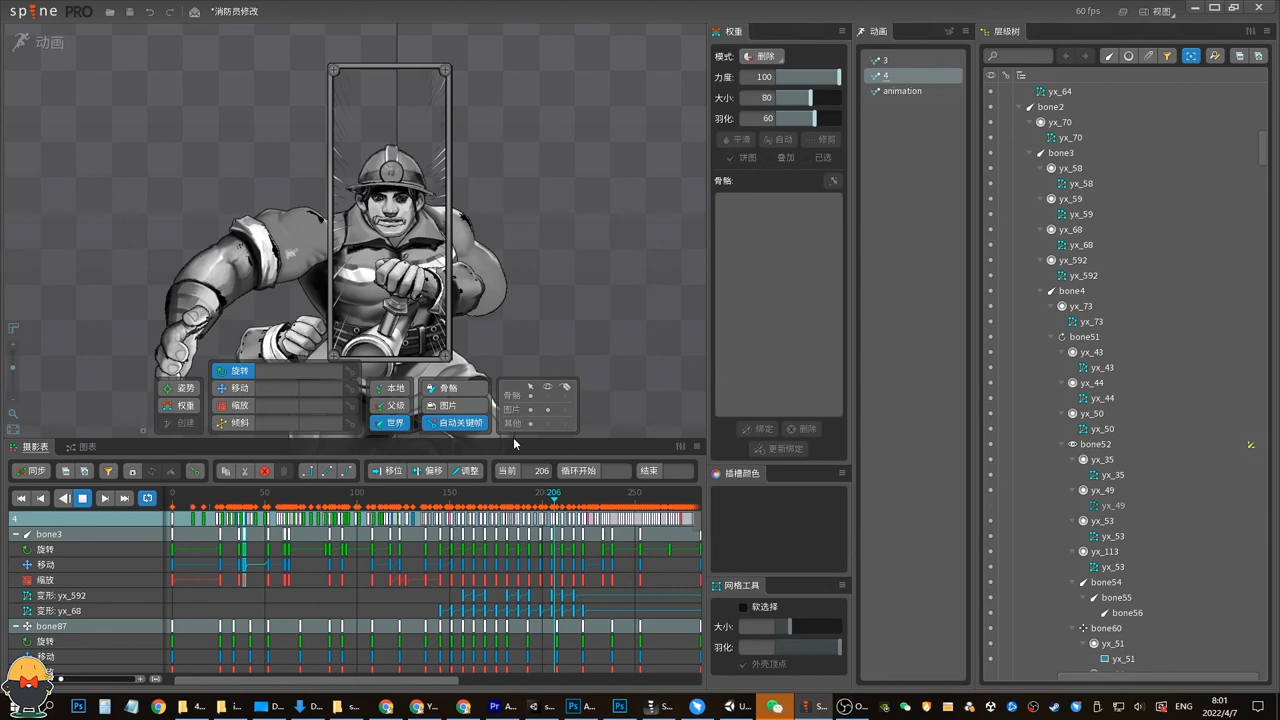 spine PRO
*消防员修改
60 fps
视图
动画
权重
模式:
删除
力度:
100
大小:
80
羽化:
60
平滑
自动
修剪
饼图
叠加
已选
骨骼:
绑定
删除
更新绑定
插槽颜色
网格工具
软选择
大小:
羽化:
外壳顶点
动画
3
4
animation
层级树
yx_64
bone2
yx_70
yx_70
bone3
yx_58
yx_58
yx_59
yx_59
yx_68
yx_68
yx_592
yx_592
bone4
yx_73
yx_73
bone51
yx_43
yx_43
yx_44
yx_44
yx_50
yx_50
bone52
yx_35
yx_35
yx_49
yx_49
yx_53
yx_53
yx_113
yx_53
bone54
bone55
bone56
bone60
yx_51
yx_51
姿势
权重
创建
旋转
移动
缩放
倾斜
本地
父级
世界
骨骼
图片
自动关键帧
骨骼
图片
其他
摄影表
图表
同步
移位
偏移
调整
当前
206
循环开始
结束
0
50
100
150
206
250
4
bone3
旋转
移动
缩放
变形: yx_592
变形: yx_68
bone87
旋转
移动
8:01
2022/4/7